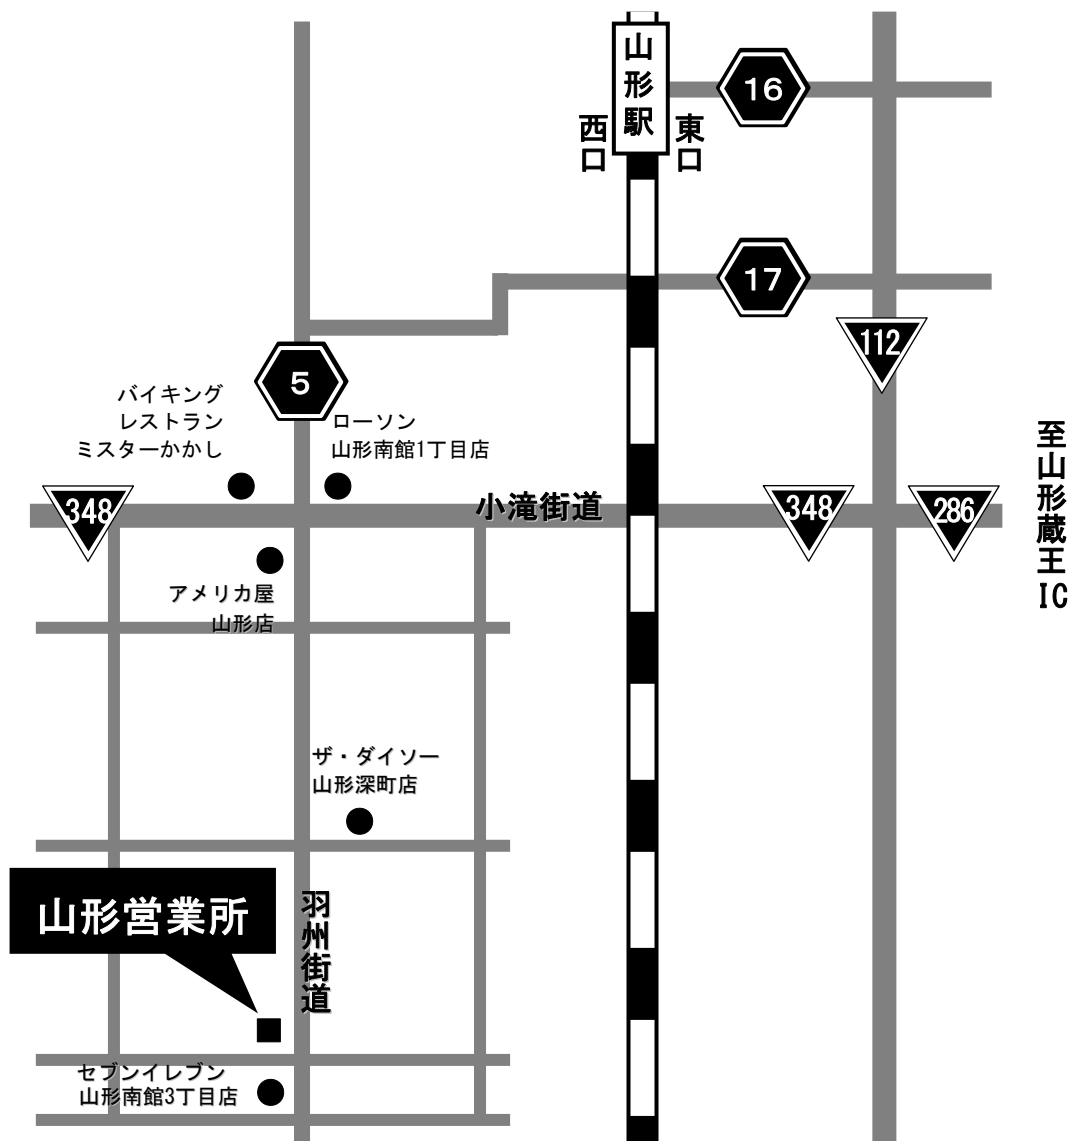 山形駅
16
西口
東口
17
112
5
バイキング
レストラン
ミスターかかし
ローソン
山形南館1丁目店
至山形蔵王IC
348
小滝街道
348
286
アメリカ屋
山形店
ザ・ダイソー
山形深町店
山形営業所
羽州街道
セブンイレブン
山形南館3丁目店